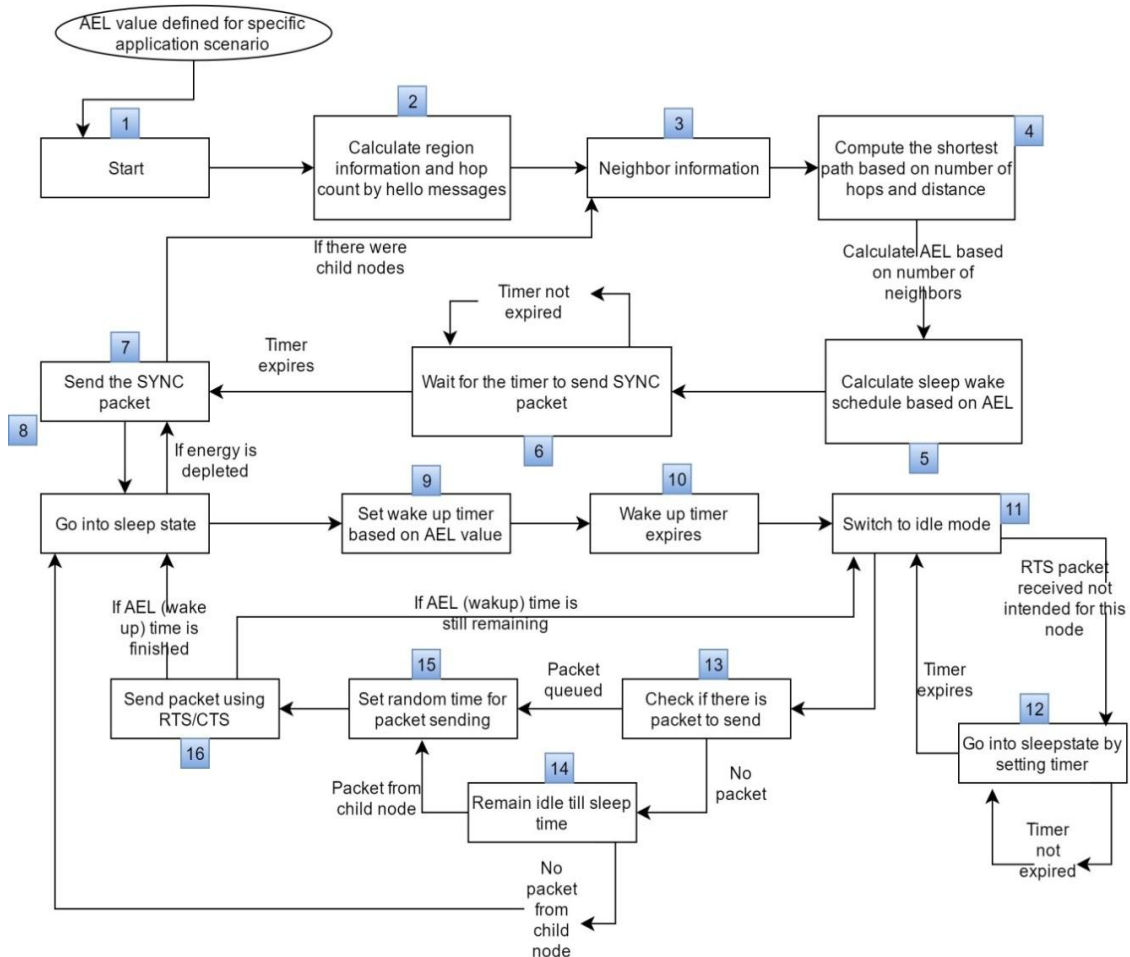 AEL value defined for specific
application scenario
1
Start
2
Calculate region
information and hop
count by hello messages
3
Neighbor information
4
Compute the shortest
path based on number of
hops and distance
If there were
child nodes
Calculate AEL based
on number of
neighbors
Timer not
expired
7
Send the SYNC
packet
Timer
expires
Wait for the timer to send SYNC
packet
6
Calculate sleep wake
schedule based on AEL
5
8
If energy is
depleted
Go into sleep state
9
Set wake up timer
based on AEL value
10
Wake up timer
expires
11
Switch to idle mode
RTS packet
received not
intended for this
node
If AEL (wake
up) time is
finished
If AEL (wakup) time is
still remaining
16
Send packet using
RTS/CTS
15
Set random time for
packet sending
Packet
queued
13
Check if there is
packet to send
Timer
expires
12
Go into sleepstate by
setting timer
Packet from
child node
14
Remain idle till sleep
time
No
packet
Timer
not
expired
No
packet
from
child
node